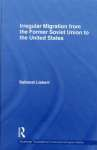 Irregular Migration from the
Former Soviet Union to
the United States
Saltanat Liebert